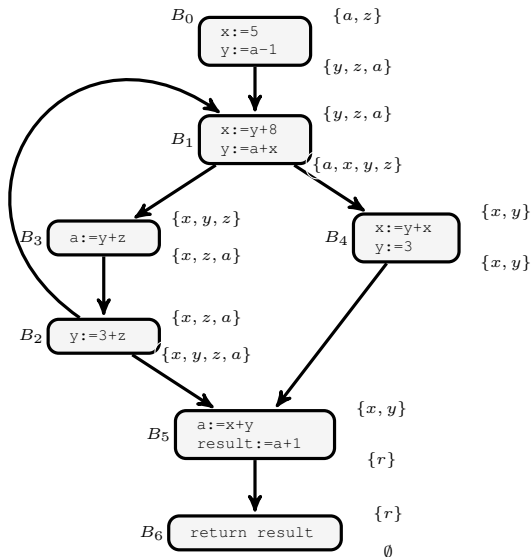 B0
{a, z}
x:=5
y:=a−1
{y, z, a}
{y, z, a}
B1
x:=y+8
y:=a+x
{a, x, y, z}
{x, y, z}
B3
a:=y+z
{x, z, a}
{x, y}
B4
x:=y+x
y:=3
{x, y}
{x, z, a}
B2
y:=3+z
{x, y, z, a}
{x, y}
B5
a:=x+y
result:=a+1
{r}
{r}
B6
return result
∅